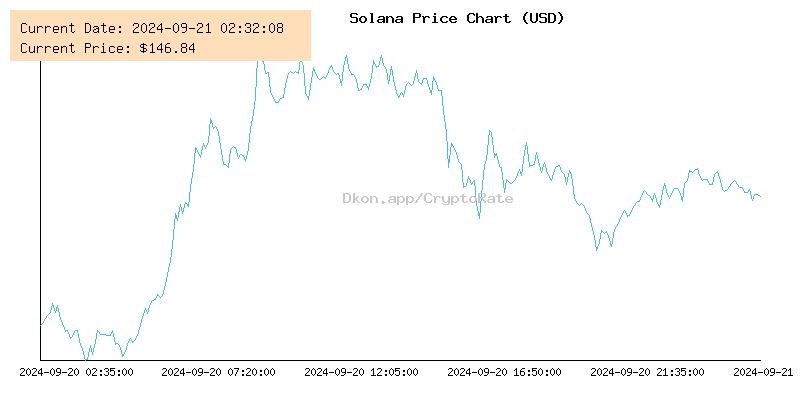 Solana Price Chart (USD)
Current Date: 2024-09-21 02:32:08
Current Price: $146.84
Dkon.app/CryptoRate
2024-09-20 02:35:00
2024-09-20 07:20:00
2024-09-20 12:05:00
2024-09-20 16:50:00
2024-09-20 21:35:00
2024-09-21